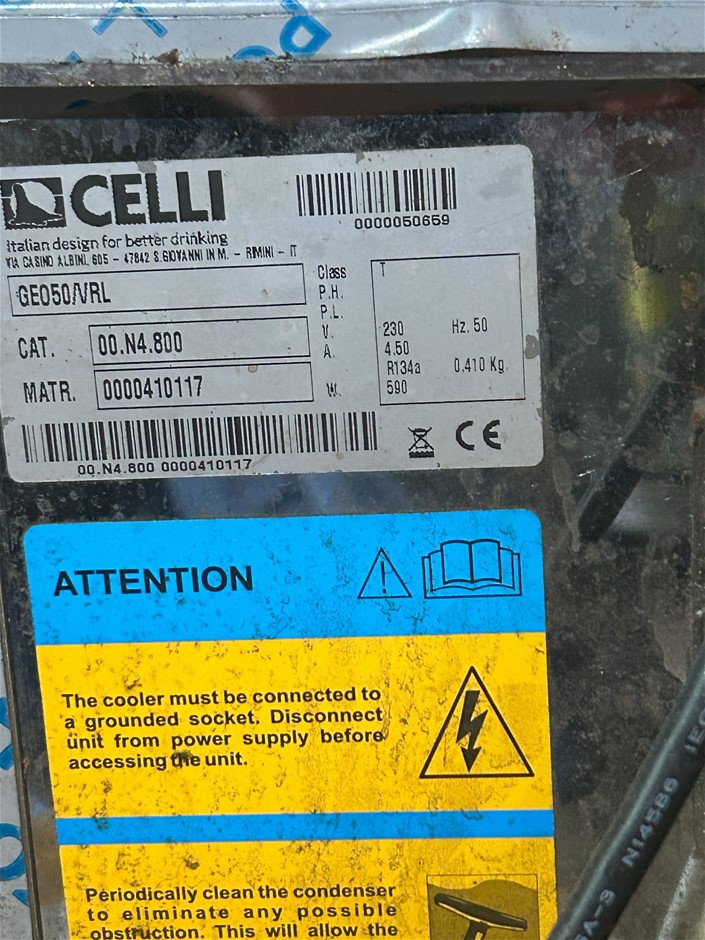 CELLI
0000050659
Italian design for better drinking
VIA CASINO ALBINI, 605 - 47842 S.GIOVANNI IN M. - RIMINI - IT
GEO50/VRL
Class T
P.H.
P.L.
CAT. 00.N4.800
V. 230 Hz. 50
A. 4.50
R134a 0.410 Kg.
MATR. 0000410117
W. 590
00.N4.800 0000410117
CE
ATTENTION
The cooler must be connected to
a grounded socket. Disconnect
unit from power supply before
accessing the unit.
Periodically clean the condenser
to eliminate any possible
obstruction. This will allow the
N14586